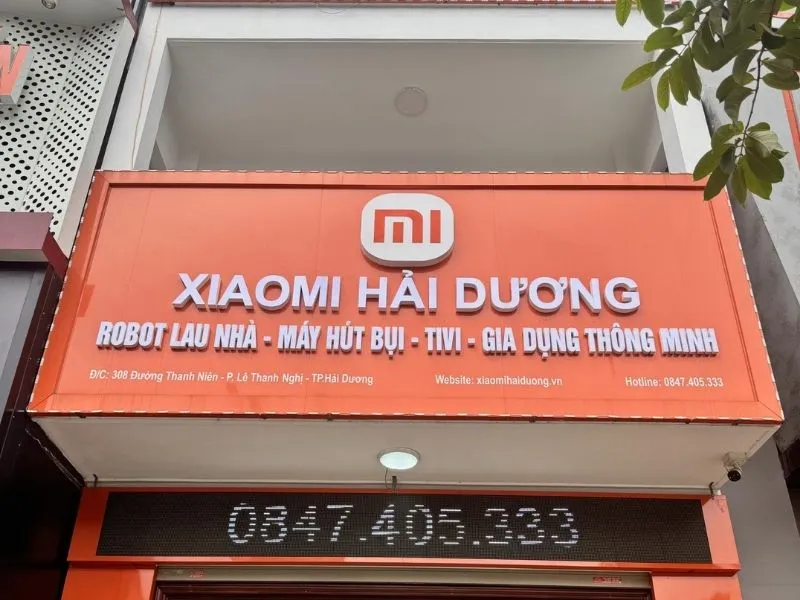 mi
XIAOMI HẢI DƯƠNG
ROBOT LAU NHÀ - MÁY HÚT BỤI - TIVI - GIA DỤNG THÔNG MINH
Đ/C: 308 Đường Thanh Niên - P. Lê Thanh Nghị - TP.Hải Dương Website: xiaomihaiduong.vn Hotline: 0847.405.333
0847.405.333